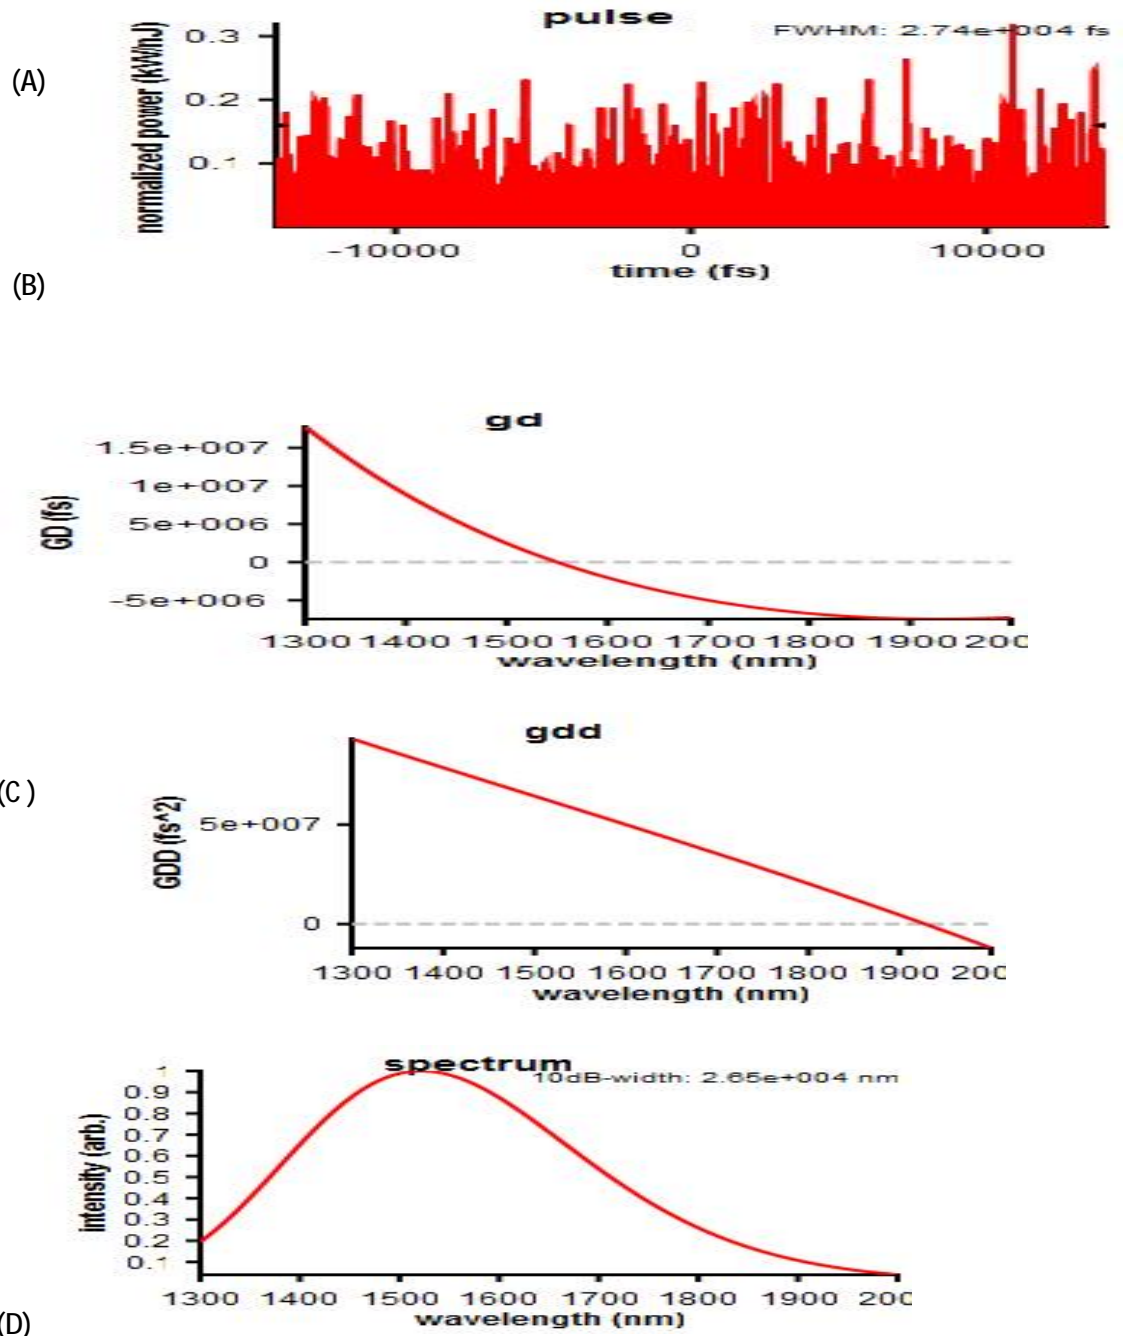 pulse
FWHM: 2.74e+004 fs
(A)
normalized power (kW/nJ)
0.3
0.2
0.1
-10000 0 10000
time (fs)
(B)
gd
GD (fs)
1.5e+007
1e+007
5e+006
0
-5e+006
1300 1400 1500 1600 1700 1800 1900 200
wavelength (nm)
gdd
(C )
GDD (fs^2)
5e+007
0
1300 1400 1500 1600 1700 1800 1900 200
wavelength (nm)
spectrum
10dB-width: 2.65e+004 nm
intensity (arb.)
1
0.9
0.8
0.7
0.6
0.5
0.4
0.3
0.2
0.1
1300 1400 1500 1600 1700 1800 1900 200
wavelength (nm)
(D)